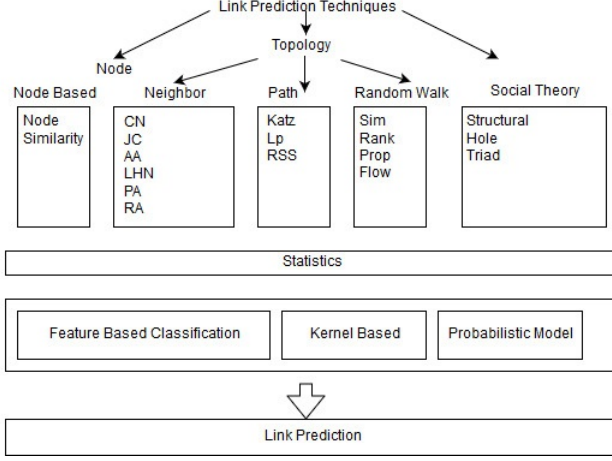 Link Prediction Techniques
Topology
Node
Node Based
Neighbor
Path
Random Walk
Social Theory
Node
Similarity
CN
JC
AA
LHN
PA
RA
Katz
Lp
RSS
Sim
Rank
Prop
Flow
Structural
Hole
Triad
Statistics
Feature Based Classification
Kernel Based
Probabilistic Model
Link Prediction